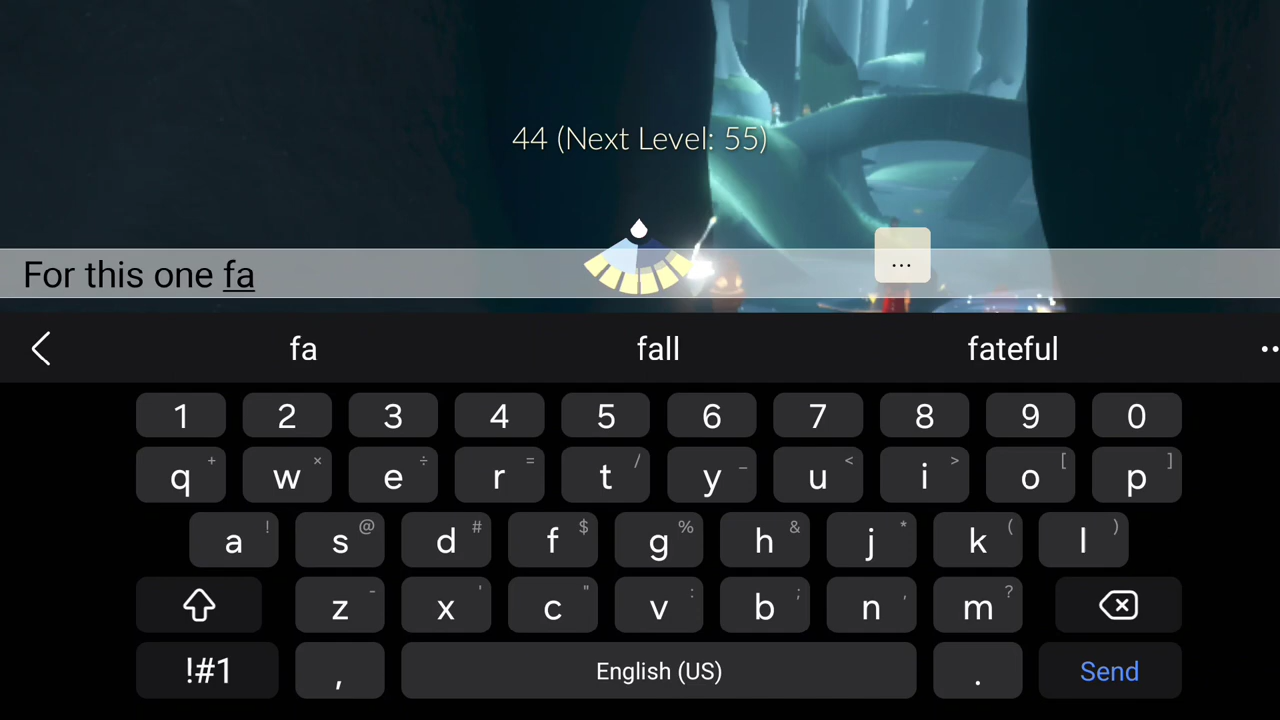 44 (Next Level: 55)
...
For this one fa
fa fall fateful ..
1 2 3 4 5 6 7 8 9 0
q + w × e ÷ r = t / y _ u < i > o [ p ]
a ! s @ d # f $ g % h & j * k ( l )
z - x ' c " v : b ; n , m ?
!#1 , English (US) . Send